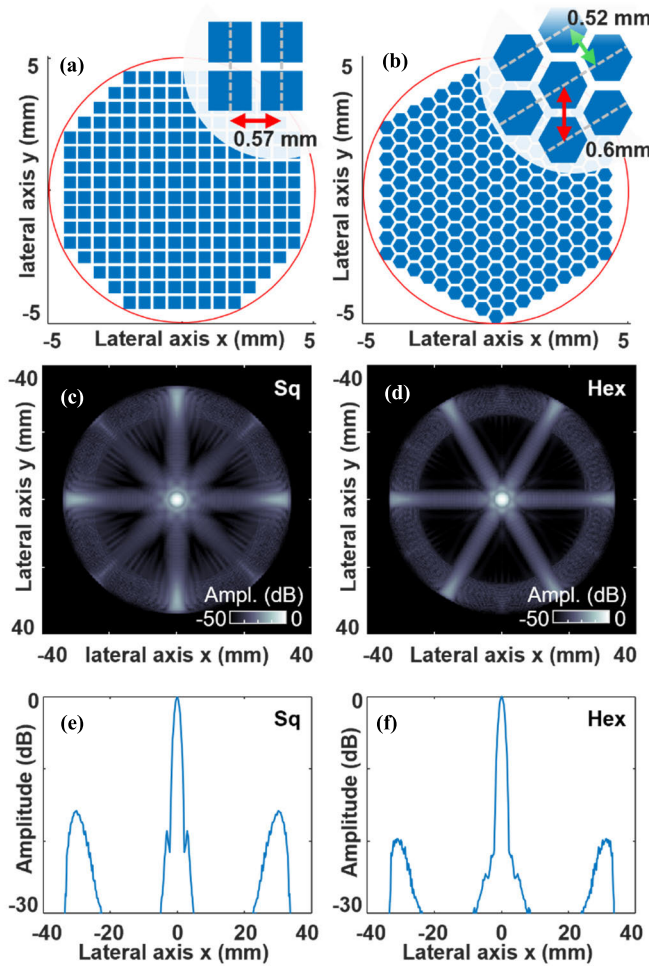 (a)
0.57 mm
5
-5
-5
5
lateral axis y (mm)
Lateral axis x (mm)
(b)
0.52 mm
0.6mm
5
-5
-5
5
Lateral axis y (mm)
Lateral axis x (mm)
(c)
Sq
-40
40
Lateral axis y (mm)
Ampl. (dB)
-50
0
-40
40
lateral axis x (mm)
(d)
Hex
-40
40
Lateral axis y (mm)
Ampl. (dB)
-50
0
-40
40
Lateral axis x (mm)
(e)
Sq
0
-30
Amplitude (dB)
-40 -20 0 20 40
Lateral axis x (mm)
(f)
Hex
0
-30
Amplitude (dB)
-40 -20 0 20 40
Lateral axis x (mm)